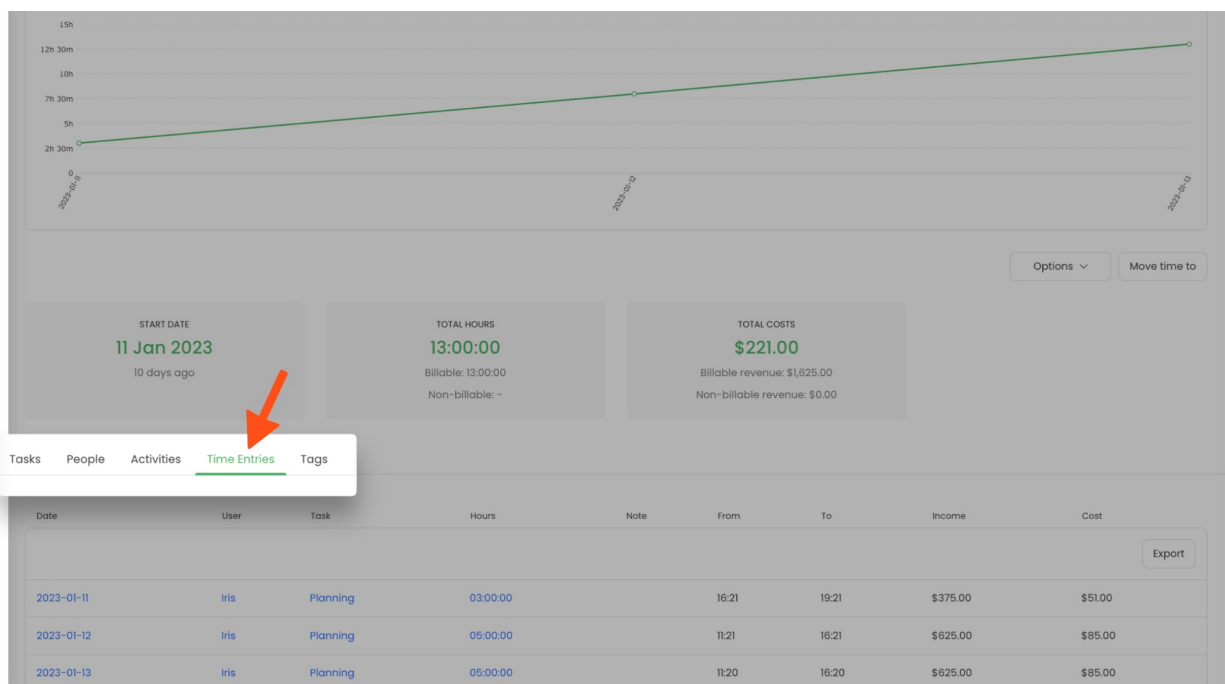 15h
12h 30m
10h
7h 30m
5h
2h 30m
0
2023-01-11 2023-01-12 2023-01-13
Options Move time to
START DATE TOTAL HOURS TOTAL COSTS
11 Jan 2023 13:00:00 $221.00
10 days ago Billable: 13:00:00 Billable revenue: $1,625.00
Non-billable: - Non-billable revenue: $0.00
Tasks People Activities Time Entries Tags
Date User Task Hours Note From To Income Cost
Export
2023-01-11 Iris Planning 03:00:00 16:21 19:21 $375.00 $51.00
2023-01-12 Iris Planning 05:00:00 11:21 16:21 $625.00 $85.00
2023-01-13 Iris Planning 05:00:00 11:20 16:20 $625.00 $85.00